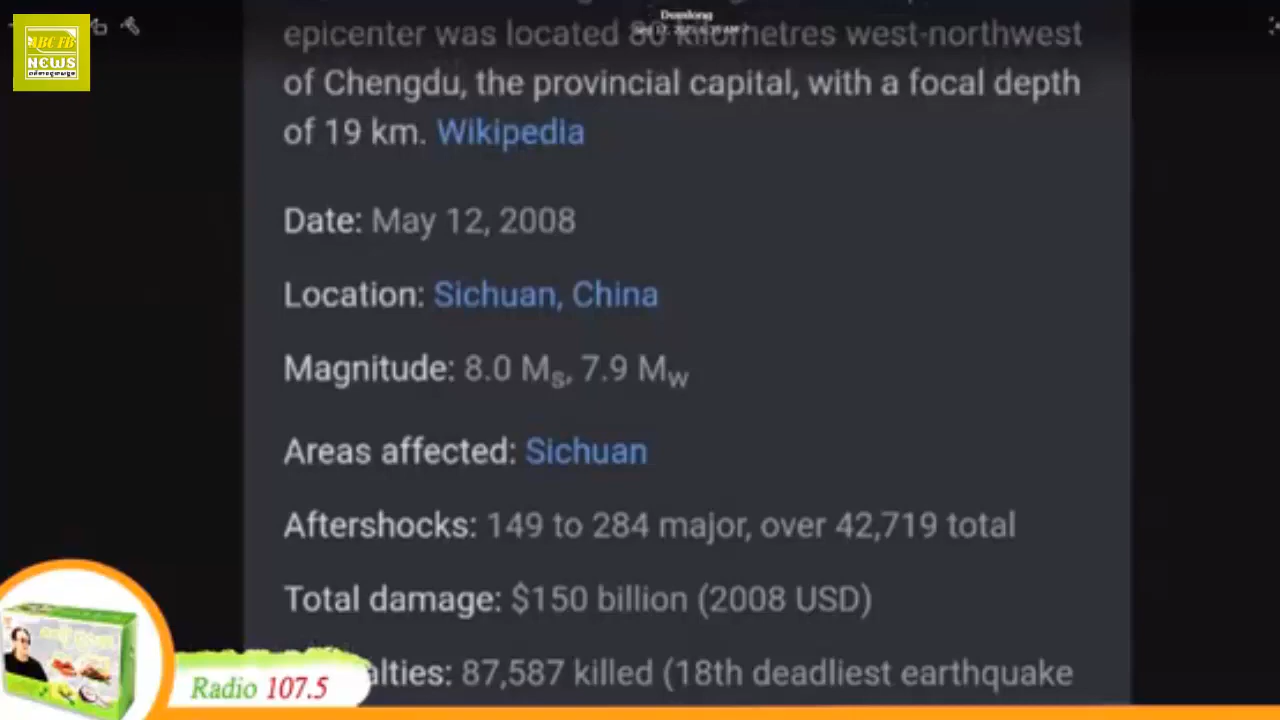 ABC FB
NEWS
epicenter was located 80 kilometres west-northwest
of Chengdu, the provincial capital, with a focal depth
of 19 km. Wikipedia
Date: May 12, 2008
Location: Sichuan, China
Magnitude: 8.0 Ms, 7.9 Mw
Areas affected: Sichuan
Aftershocks: 149 to 284 major, over 42,719 total
Total damage: $150 billion (2008 USD)
alties: 87,587 killed (18th deadliest earthquake
Radio 107.5